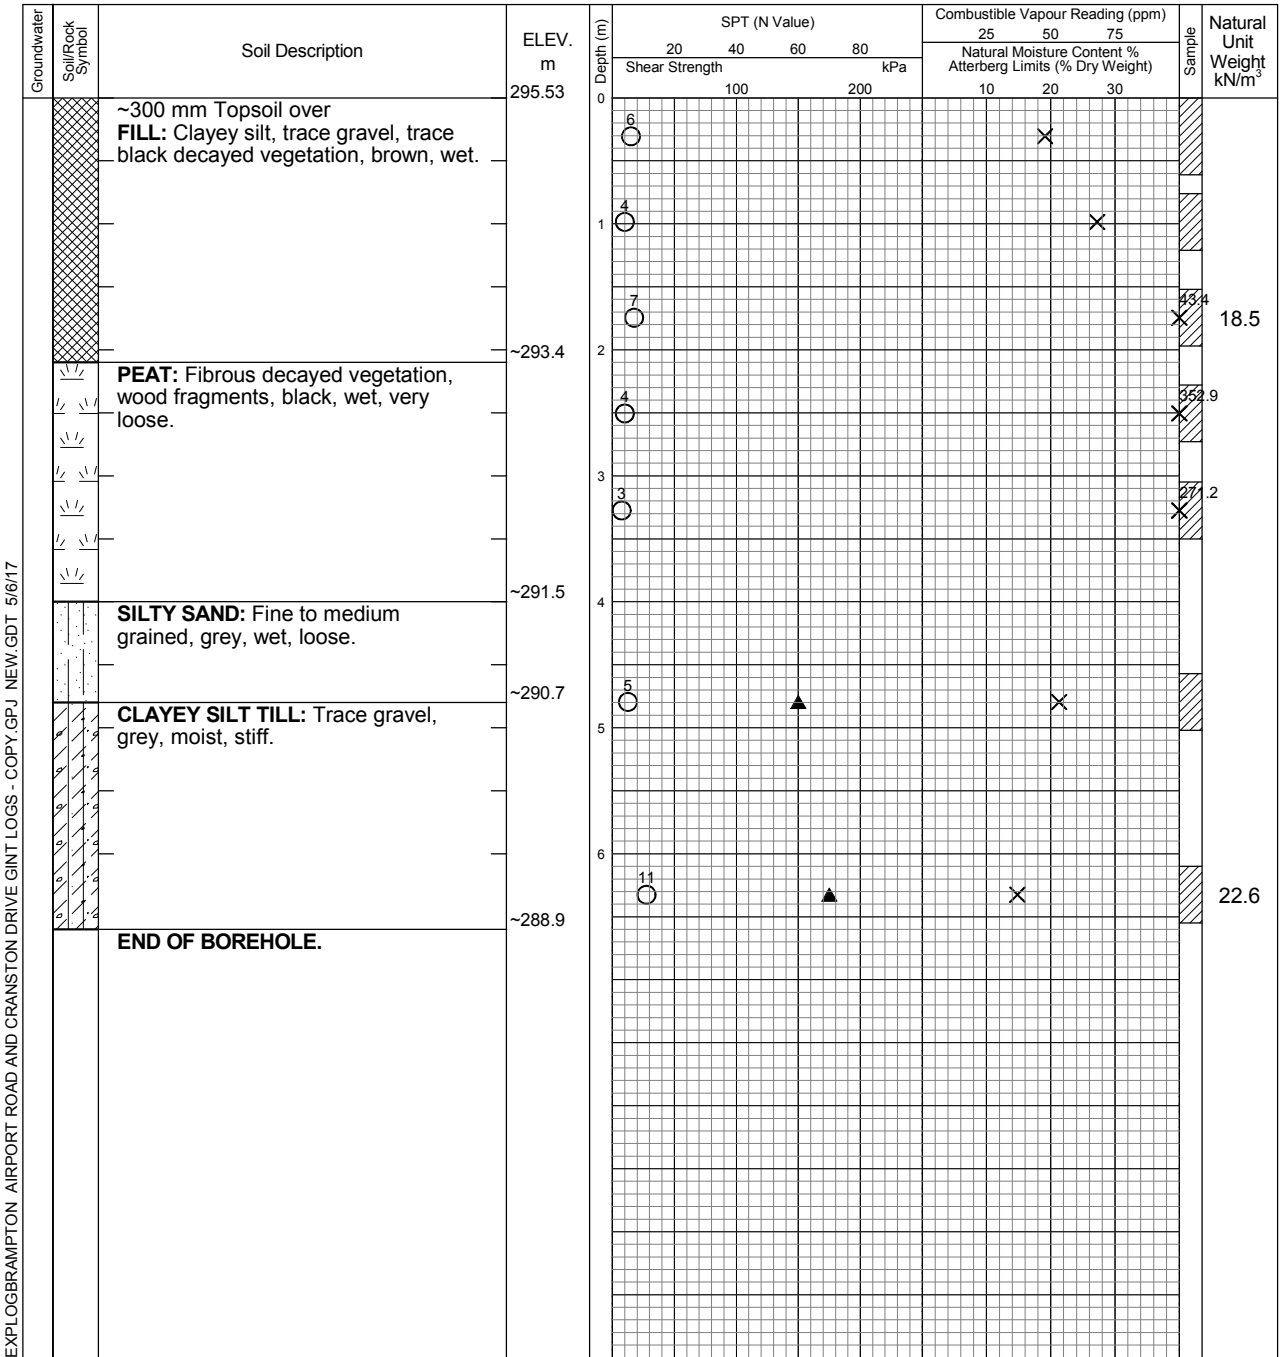 Groundwater
Soil/Rock
Symbol
Soil Description
ELEV.
m
295.53
Depth (m)
SPT (N Value)
20 40 60 80
Shear Strength kPa
100 200
Combustible Vapour Reading (ppm)
25 50 75
Natural Moisture Content %
Atterberg Limits (% Dry Weight)
10 20 30
Sample
Natural
Unit
Weight
kN/m³
0
~300 mm Topsoil over
FILL: Clayey silt, trace gravel, trace
black decayed vegetation, brown, wet.
6
4
1
7
43.4
18.5
~293.4
2
PEAT: Fibrous decayed vegetation,
wood fragments, black, wet, very
loose.
4
352.9
3
3
271.2
~291.5
4
SILTY SAND: Fine to medium
grained, grey, wet, loose.
5
~290.7
CLAYEY SILT TILL: Trace gravel,
grey, moist, stiff.
5
6
11
22.6
~288.9
END OF BOREHOLE.
EXPLOGBRAMPTON AIRPORT ROAD AND CRANSTON DRIVE GINT LOGS - COPY.GPJ NEW.GDT 5/6/17